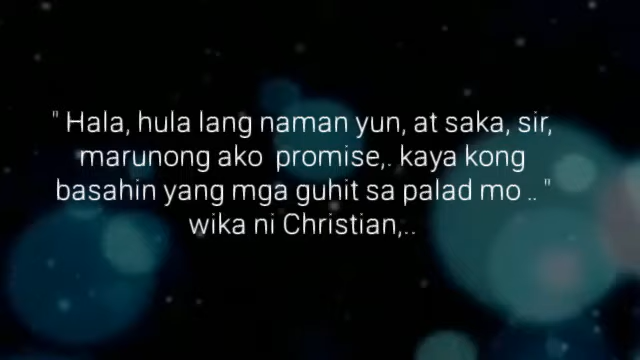 " Hala, hula lang naman yun, at saka, sir,
marunong ako  promise,. kaya kong
basahin yang mga guhit sa palad mo .. "
wika ni Christian,..